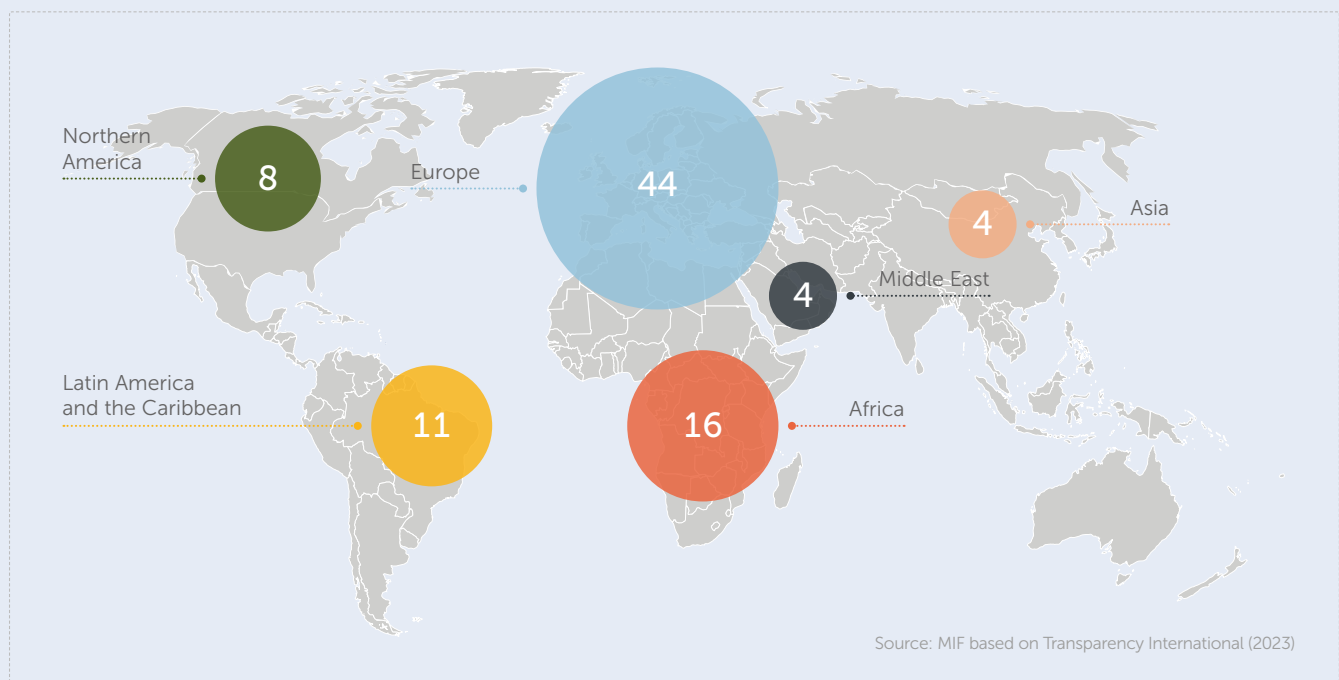 Northern
America
8
Europe
44
4
Asia
4
Middle East
Latin America
and the Caribbean
11
16
Africa
Source: MIF based on Transparency International (2023)